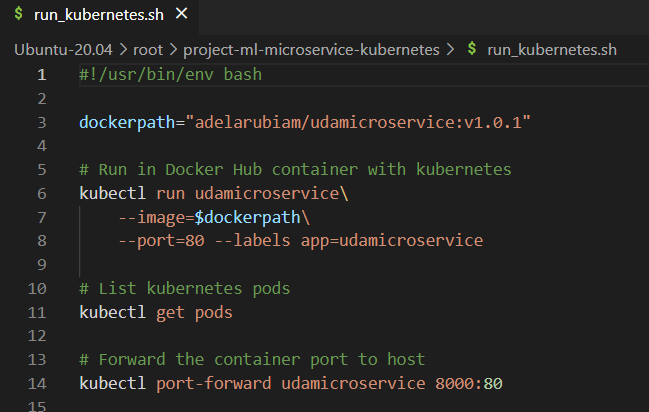 $ run_kubernetes.sh ×
Ubuntu-20.04 > root > project-ml-microservice-kubernetes > $ run_kubernetes.sh
1 #!/usr/bin/env bash
2
3 dockerpath="adelarubiam/udamicroservice:v1.0.1"
4
5 # Run in Docker Hub container with kubernetes
6 kubectl run udamicroservice\
7     --image=$dockerpath\
8     --port=80 --labels app=udamicroservice
9
10 # List kubernetes pods
11 kubectl get pods
12
13 # Forward the container port to host
14 kubectl port-forward udamicroservice 8000:80
15